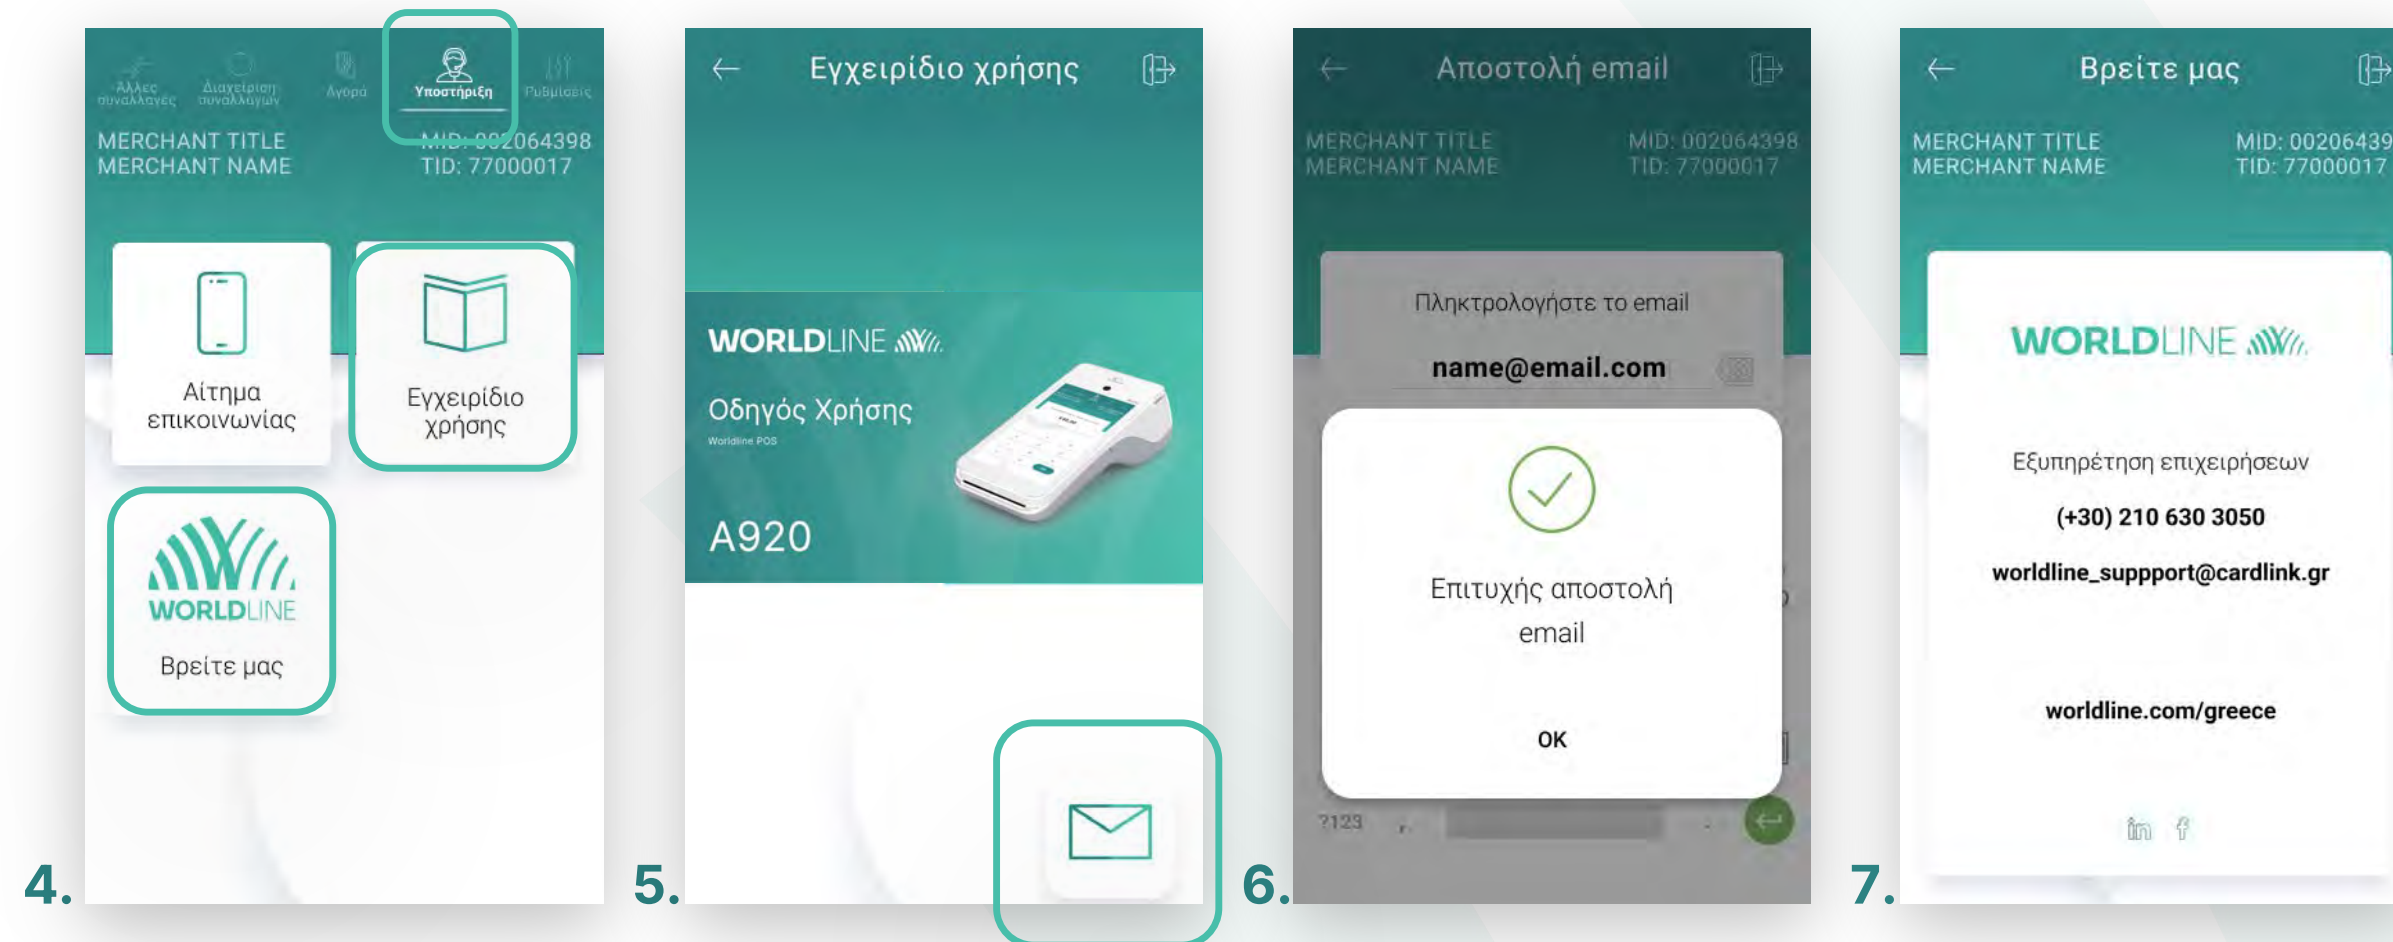 4.
Άλλες
συναλλαγές
Διαχείριση
συναλλαγών
Αγορά
Υποστήριξη
Ρυθμίσεις
MERCHANT TITLE
MERCHANT NAME
MID: 002064398
TID: 77000017
Αίτημα
επικοινωνίας
Εγχειρίδιο
χρήσης
WORLDLINE
Βρείτε μας
5.
Εγχειρίδιο χρήσης
WORLDLINE
Οδηγός Χρήσης
Worldline POS
A920
6.
Αποστολή email
MERCHANT TITLE
MERCHANT NAME
MID: 002064398
TID: 77000017
Πληκτρολογήστε το email
name@email.com
Επιτυχής αποστολή
email
OK
?123 , .
7.
Βρείτε μας
MERCHANT TITLE
MERCHANT NAME
MID: 00206439
TID: 77000017
WORLDLINE
Εξυπηρέτηση επιχειρήσεων
(+30) 210 630 3050
worldline_suppport@cardlink.gr
worldline.com/greece
in f